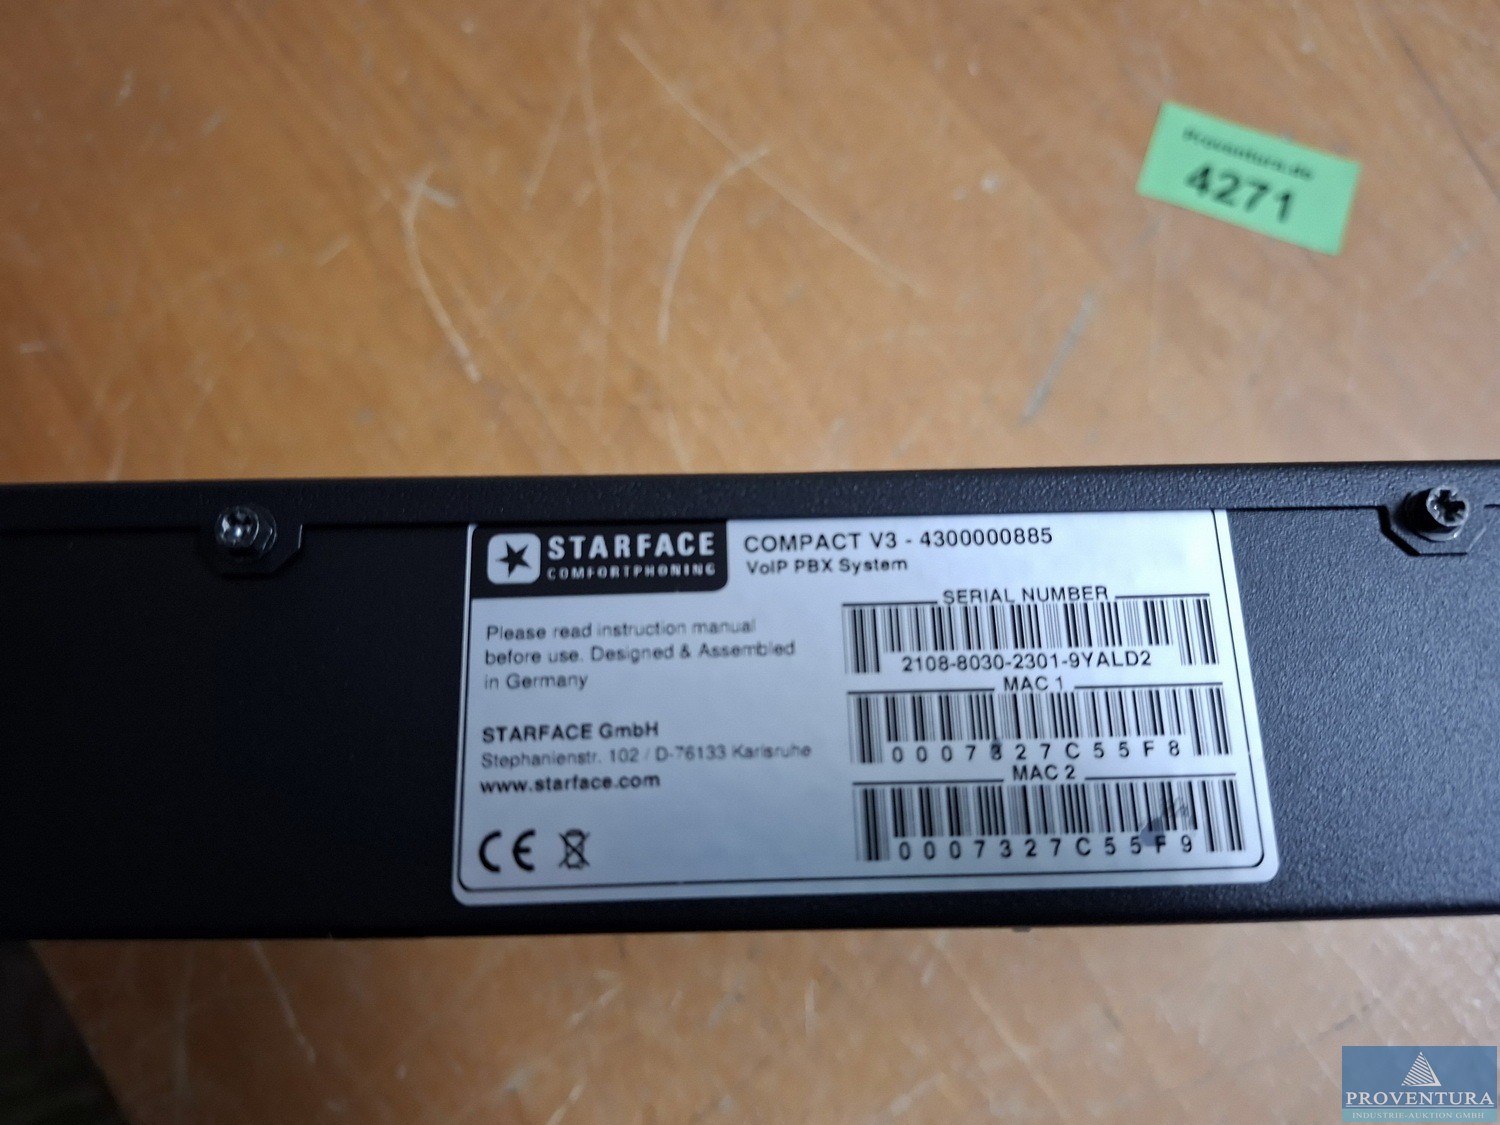 Proventura.de
4271
STARFACE
COMFORTPHONING
COMPACT V3 - 4300000885
VoIP PBX System
Please read instruction manual
before use. Designed & Assembled
in Germany
STARFACE GmbH
Stephanienstr. 102 / D-76133 Karlsruhe
www.starface.com
CE
SERIAL NUMBER
2108-8030-2301-9YALD2
MAC 1
0007327C55F8
MAC 2
0007327C55F9
PROVENTURA
INDUSTRIE-AUKTION GMBH